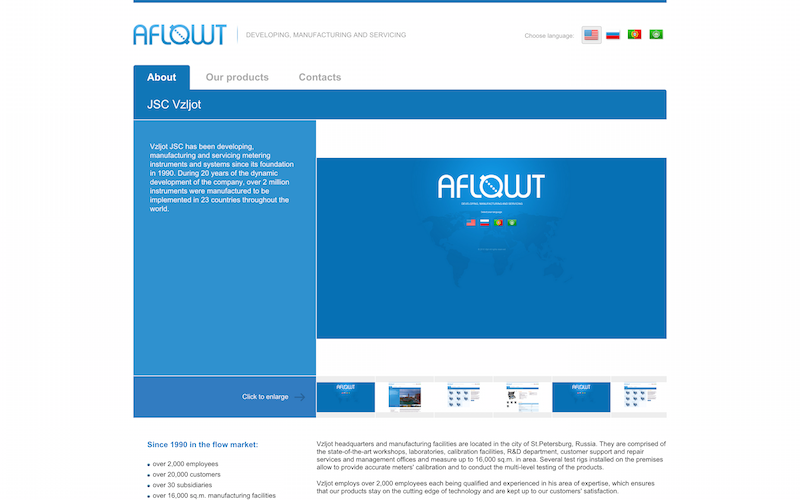 AFLOWT
DEVELOPING, MANUFACTURING AND SERVICING
Choose language:
About
Our products
Contacts
JSC Vzljot
Vzljot JSC has been developing,
manufacturing and servicing metering
instruments and systems since its foundation
in 1990. During 20 years of the dynamic
development of the company, over 2 million
instruments were manufactured to be
implemented in 23 countries throughout the
world.
AFLOWT
DEVELOPING, MANUFACTURING AND SERVICING
Click to enlarge
AFLOWT
AFLOWT
Since 1990 in the flow market:
over 2,000 employees
over 20,000 customers
over 30 subsidiaries
over 16,000 sq.m. manufacturing facilities
Vzljot headquarters and manufacturing facilities are located in the city of St.Petersburg, Russia. They are comprised of
the state-of-the-art workshops, laboratories, calibration facilities, R&D department, customer support and repair
services and management offices and measure up to 16,000 sq.m. in area. Several test rigs installed on the premises
allow to provide accurate meters' calibration and to conduct the multi-level testing of the products.
Vzljot employs over 2,000 employees each being qualified and experienced in his area of expertise, which ensures
that our products stay on the cutting edge of technology and are kept up to our customers' satisfaction.